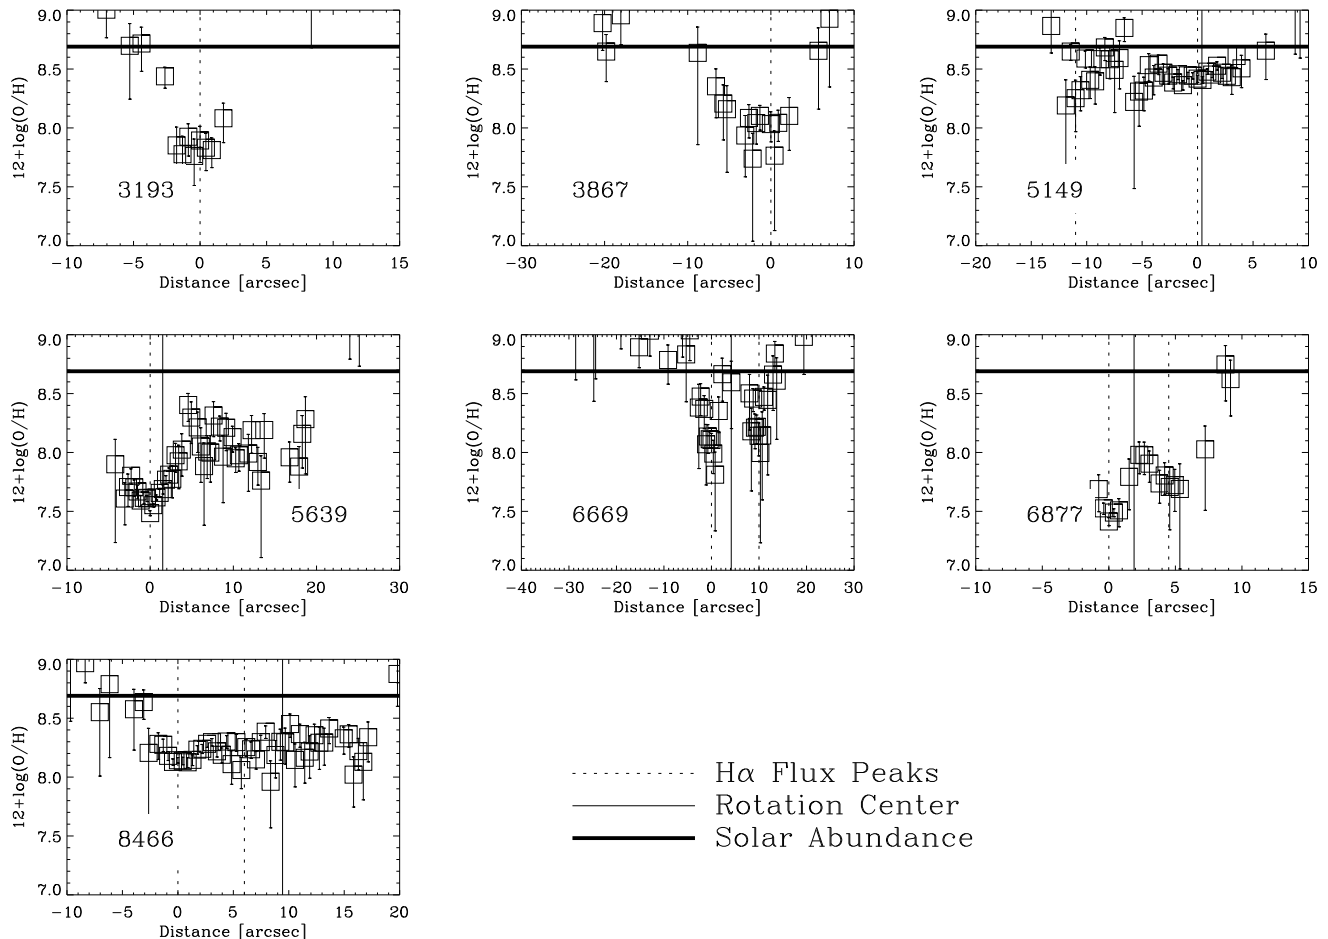 9.0
8.5
8.0
7.5
7.0
12+log(O/H)
3193
-10 -5 0 5 10 15
Distance [arcsec]
9.0
8.5
8.0
7.5
7.0
12+log(O/H)
3867
-30 -20 -10 0 10
Distance [arcsec]
9.0
8.5
8.0
7.5
7.0
12+log(O/H)
5149
-20 -15 -10 -5 0 5 10
Distance [arcsec]
9.0
8.5
8.0
7.5
7.0
12+log(O/H)
5639
-10 0 10 20 30
Distance [arcsec]
9.0
8.5
8.0
7.5
7.0
12+log(O/H)
6669
-40 -30 -20 -10 0 10 20 30
Distance [arcsec]
9.0
8.5
8.0
7.5
7.0
12+log(O/H)
6877
-10 -5 0 5 10 15
Distance [arcsec]
9.0
8.5
8.0
7.5
7.0
12+log(O/H)
8466
-10 -5 0 5 10 15 20
Distance [arcsec]
Hα Flux Peaks
Rotation Center
Solar Abundance